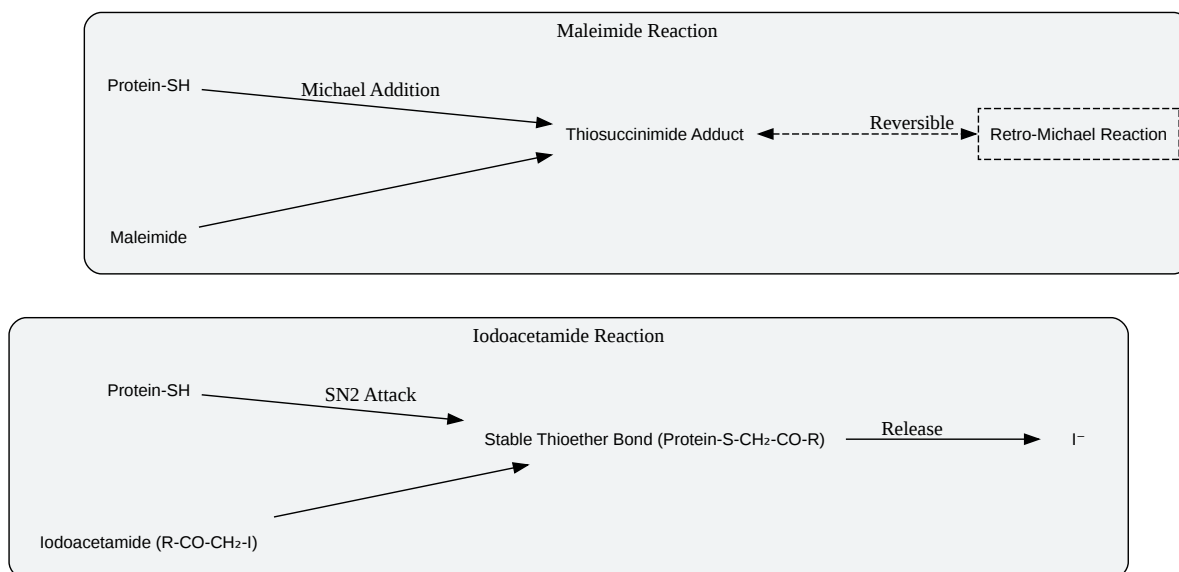 Maleimide Reaction
Protein-SH
Michael Addition
Thiosuccinimide Adduct
Reversible
Retro-Michael Reaction
Maleimide
Iodoacetamide Reaction
Protein-SH
SN2 Attack
Stable Thioether Bond (Protein-S-CH₂-CO-R)
Release
I⁻
Iodoacetamide (R-CO-CH₂-I)